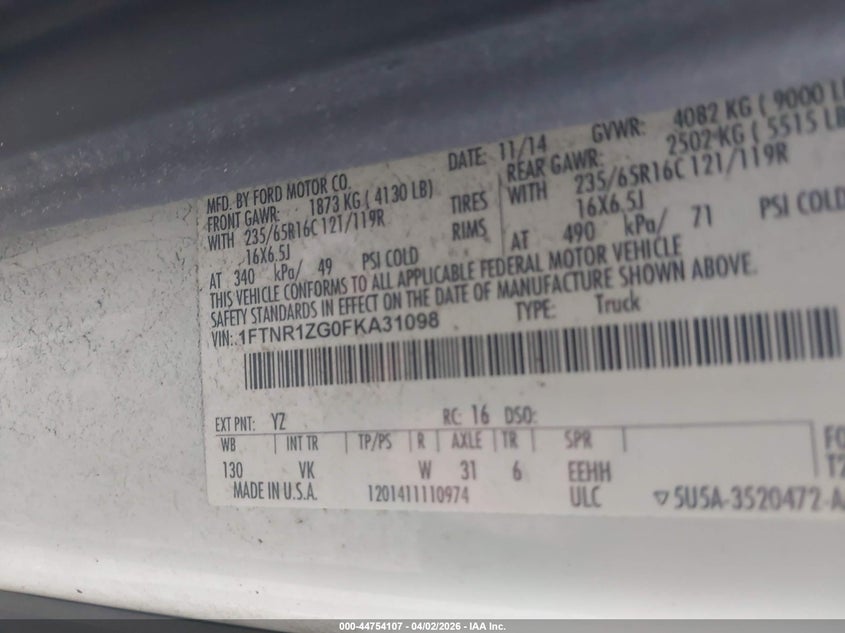 MFD. BY FORD MOTOR CO.
DATE: 11/14 GVWR: 4082 KG ( 9000
FRONT GAWR: 1873 KG ( 4130 LB)
REAR GAWR: 2502 KG ( 5515 LB
WITH 235/65R16C 121/119R TIRES
WITH 235/65R16C 121/119R
16X6.5J RIMS
16X6.5J
AT 340 kPa/ 49 PSI COLD
AT 490 kPa/ 71 PSI COLD
THIS VEHICLE CONFORMS TO ALL APPLICABLE FEDERAL MOTOR VEHICLE
SAFETY STANDARDS IN EFFECT ON THE DATE OF MANUFACTURE SHOWN ABOVE.
VIN: 1FTNR1ZG0FKA31098 TYPE: Truck
EXT PNT: YZ RC: 16 DSO:
WB INT TR TP/PS R AXLE TR SPR
130 VK W 31 6 EEHH
MADE IN U.S.A. 1201411110974 ULC ▽5U5A-3520472-A
000-44754107 - 04/02/2026 - IAA Inc.